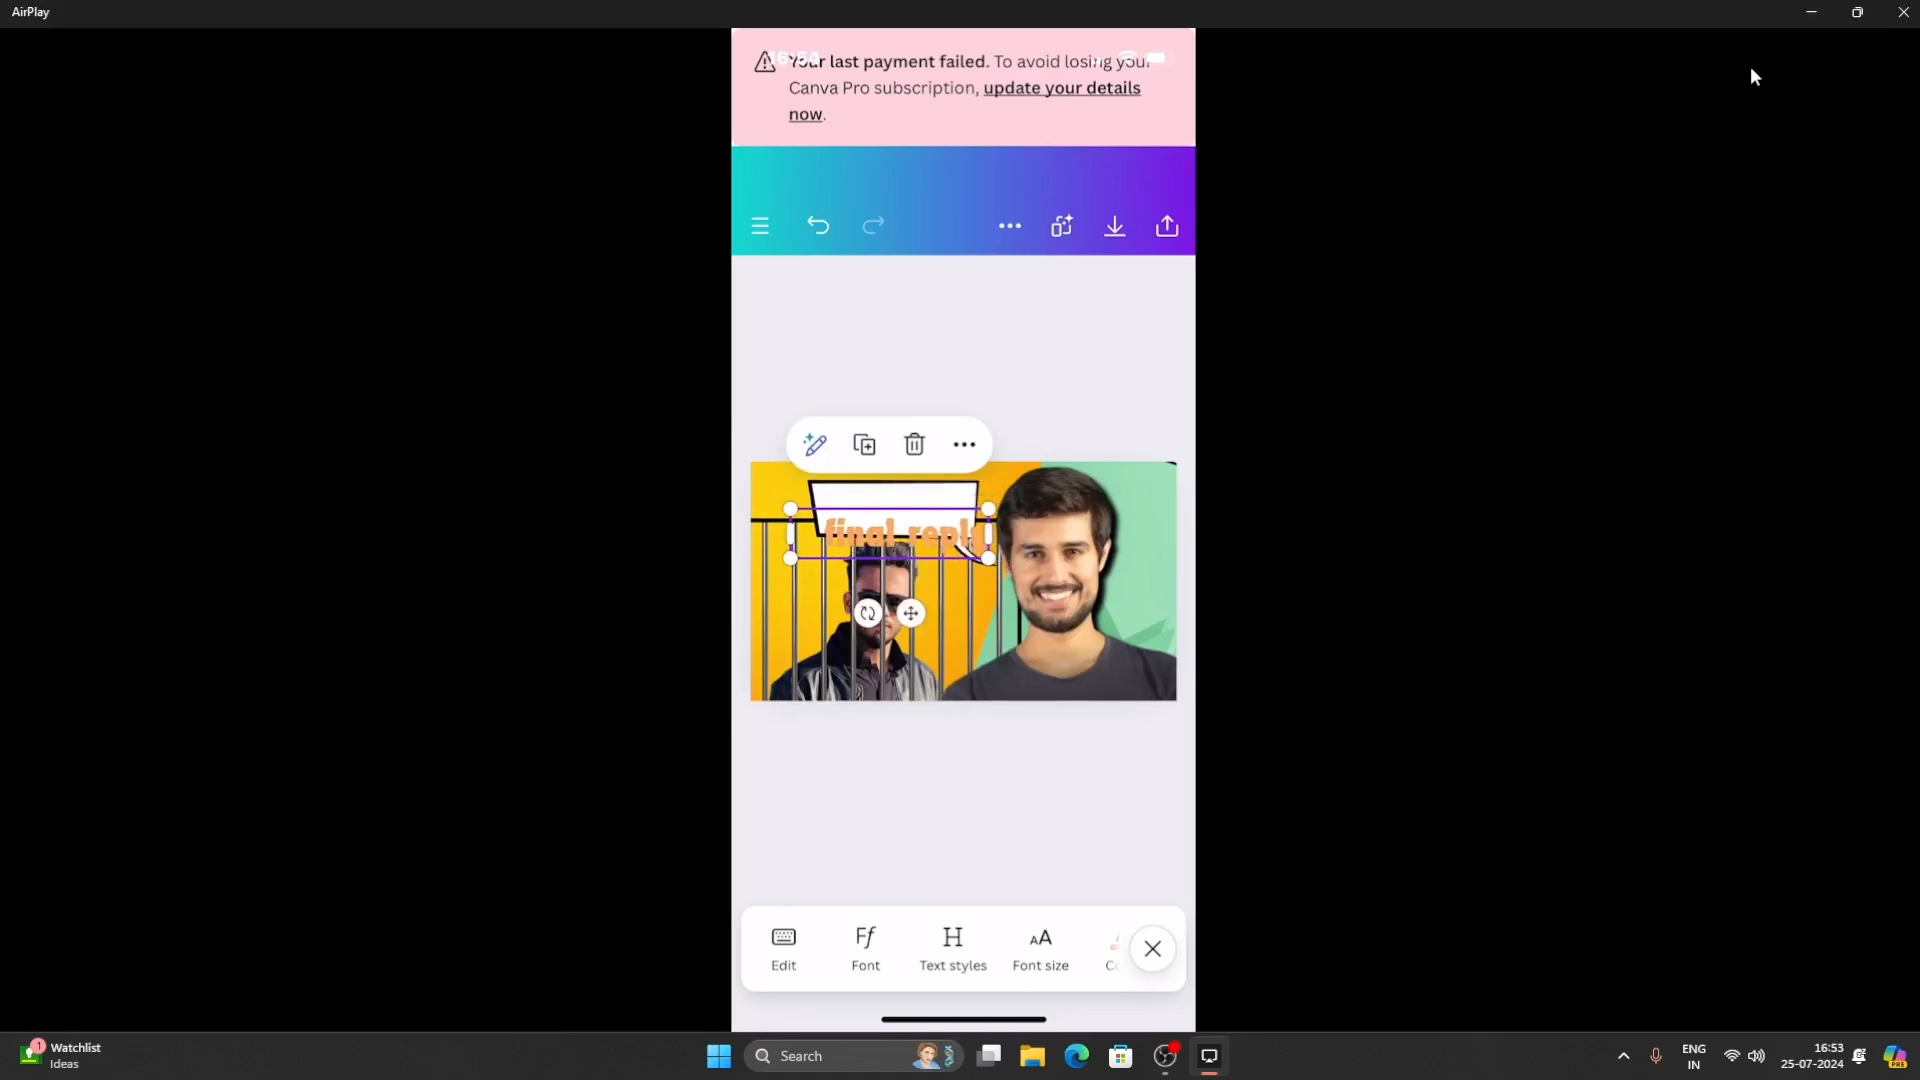 AirPlay
Your last payment failed. To avoid losing your
Canva Pro subscription, update your details
now.
final reply
Edit
Font
Text styles
Font size
Watchlist
Ideas
Search
ENG
IN
16:53
25-07-2024
PRE